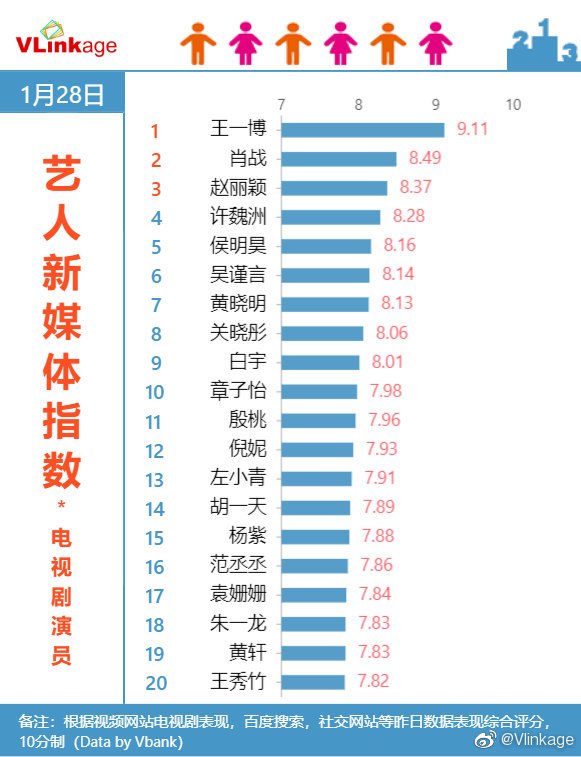 VLinkage
1
2
3
1月28日
艺人新媒体指数
*
电视剧演员
7 8 9 10
1 王一博 9.11
2 肖战 8.49
3 赵丽颖 8.37
4 许魏洲 8.28
5 侯明昊 8.16
6 吴谨言 8.14
7 黄晓明 8.13
8 关晓彤 8.06
9 白宇 8.01
10 章子怡 7.98
11 殷桃 7.96
12 倪妮 7.93
13 左小青 7.91
14 胡一天 7.89
15 杨紫 7.88
16 范丞丞 7.86
17 袁姗姗 7.84
18 朱一龙 7.83
19 黄轩 7.83
20 王秀竹 7.82
备注：根据视频网站电视剧表现，百度搜索，社交网站等昨日数据表现综合评分，
10分制（Data by Vbank）
@Vlinkage